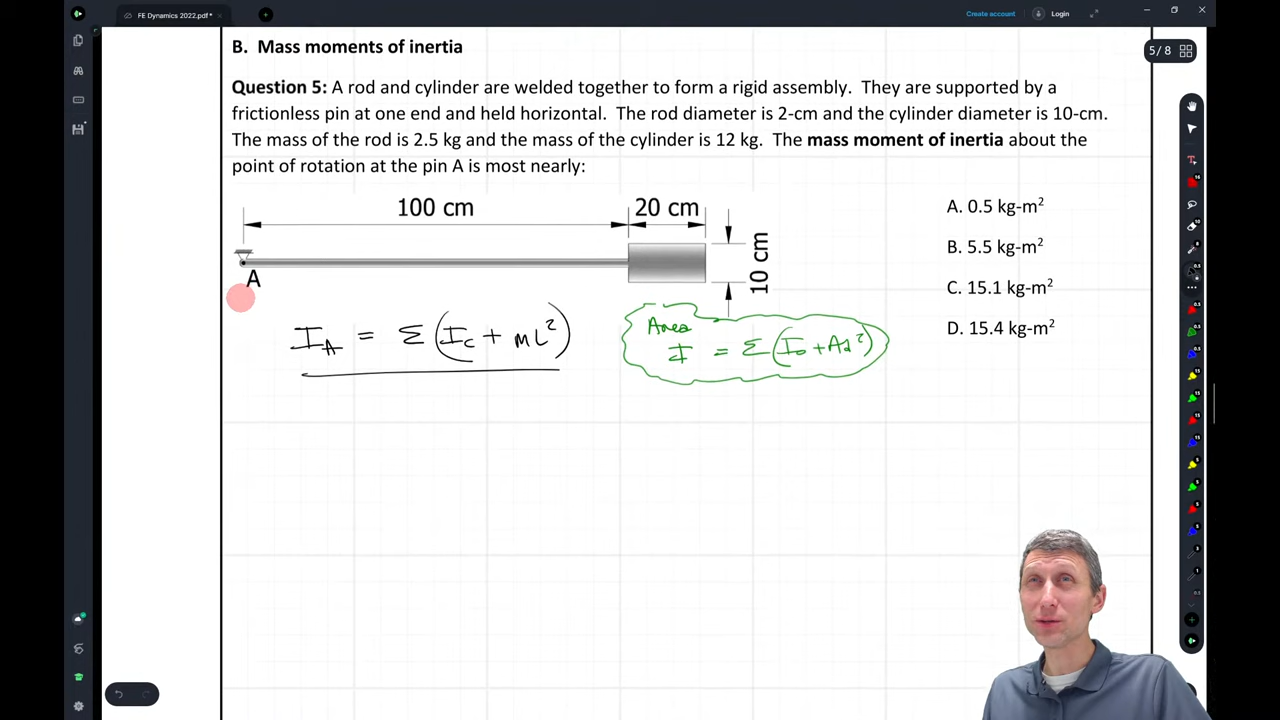 FE Dynamics 2022.pdf*
Create account
Login
5/8
B. Mass moments of inertia
Question 5: A rod and cylinder are welded together to form a rigid assembly. They are supported by a
frictionless pin at one end and held horizontal. The rod diameter is 2-cm and the cylinder diameter is 10-cm.
The mass of the rod is 2.5 kg and the mass of the cylinder is 12 kg. The mass moment of inertia about the
point of rotation at the pin A is most nearly:
100 cm
20 cm
10 cm
A
A. 0.5 kg-m²
B. 5.5 kg-m²
C. 15.1 kg-m²
D. 15.4 kg-m²
I_A = Σ(I_C + mL²)
Area
I = Σ(I_o + Ad²)